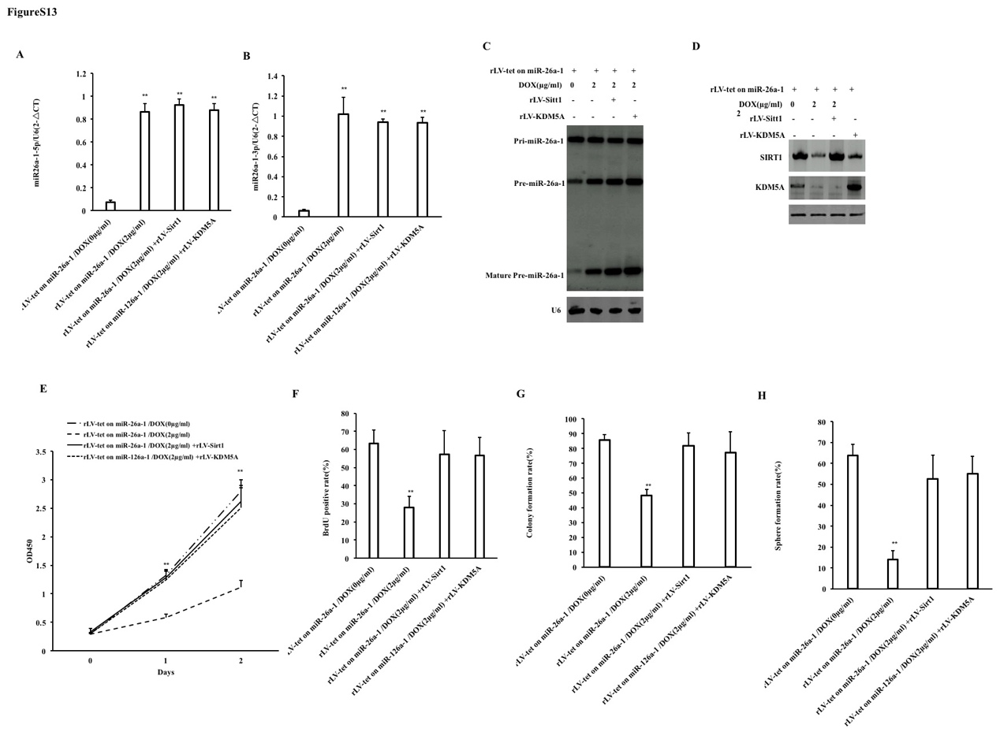 FigureS13
A
miR26a-1-5p/U6(2-△CT)
1.2
1
0.8
0.6
0.4
0.2
0
**
**
**
rLV-tet on miR-26a-1 /DOX(0μg/ml)
rLV-tet on miR-26a-1 /DOX(2μg/ml)
rLV-tet on miR-26a-1 /DOX(2μg/ml) +rLV-Sirt1
rLV-tet on miR-126a-1 /DOX(2μg/ml) +rLV-KDM5A
B
miR26a-1-3p/U6(2-△CT)
1.4
1.2
1
0.8
0.6
0.4
0.2
0
**
**
**
LV-tet on miR-26a-1 /DOX(0μg/ml)
rLV-tet on miR-26a-1 /DOX(2μg/ml)
rLV-tet on miR-26a-1 /DOX(2μg/ml) +rLV-Sirt1
rLV-tet on miR-126a-1 /DOX(2μg/ml) +rLV-KDM5A
C
rLV-tet on miR-26a-1 + + + +
DOX(μg/ml) 0 2 2 2
rLV-Sitt1 - - + -
rLV-KDM5A - - - +
Pri-miR-26a-1
Pre-miR-26a-1
Mature Pre-miR-26a-1
U6
D
rLV-tet on miR-26a-1 + + + +
DOX(μg/ml) 0 2 2
2
rLV-Sitt1 - - + -
rLV-KDM5A - - - +
SIRT1
KDM5A
E
rLV-tet on miR-26a-1 /DOX(0μg/ml)
rLV-tet on miR-26a-1 /DOX(2μg/ml)
rLV-tet on miR-26a-1 /DOX(2μg/ml) +rLV-Sirt1
rLV-tet on miR-126a-1 /DOX(2μg/ml) +rLV-KDM5A
OD450
3.5
3
2.5
2
1.5
1
0.5
0
**
**
0 1 2
Days
F
BrdU positive rate(%)
80
70
60
50
40
30
20
10
0
**
LV-tet on miR-26a-1 /DOX(0μg/ml)
rLV-tet on miR-26a-1 /DOX(2μg/ml)
rLV-tet on miR-26a-1 /DOX(2μg/ml) +rLV-Sirt1
rLV-tet on miR-126a-1 /DOX(2μg/ml) +rLV-KDM5A
G
Colony formation rate(%)
100
90
80
70
60
50
40
30
20
10
0
**
rLV-tet on miR-26a-1 /DOX(0μg/ml)
rLV-tet on miR-26a-1 /DOX(2μg/ml)
rLV-tet on miR-26a-1 /DOX(2μg/ml) +rLV-Sirt1
rLV-tet on miR-126a-1 /DOX(2μg/ml) +rLV-KDM5A
H
Sphere formation rate(%)
80
70
60
50
40
30
20
10
0
**
rLV-tet on miR-26a-1 /DOX(0μg/ml)
rLV-tet on miR-26a-1 /DOX(2μg/ml)
rLV-tet on miR-26a-1 /DOX(2μg/ml) +rLV-Sirt1
rLV-tet on miR-126a-1 /DOX(2μg/ml) +rLV-KDM5A